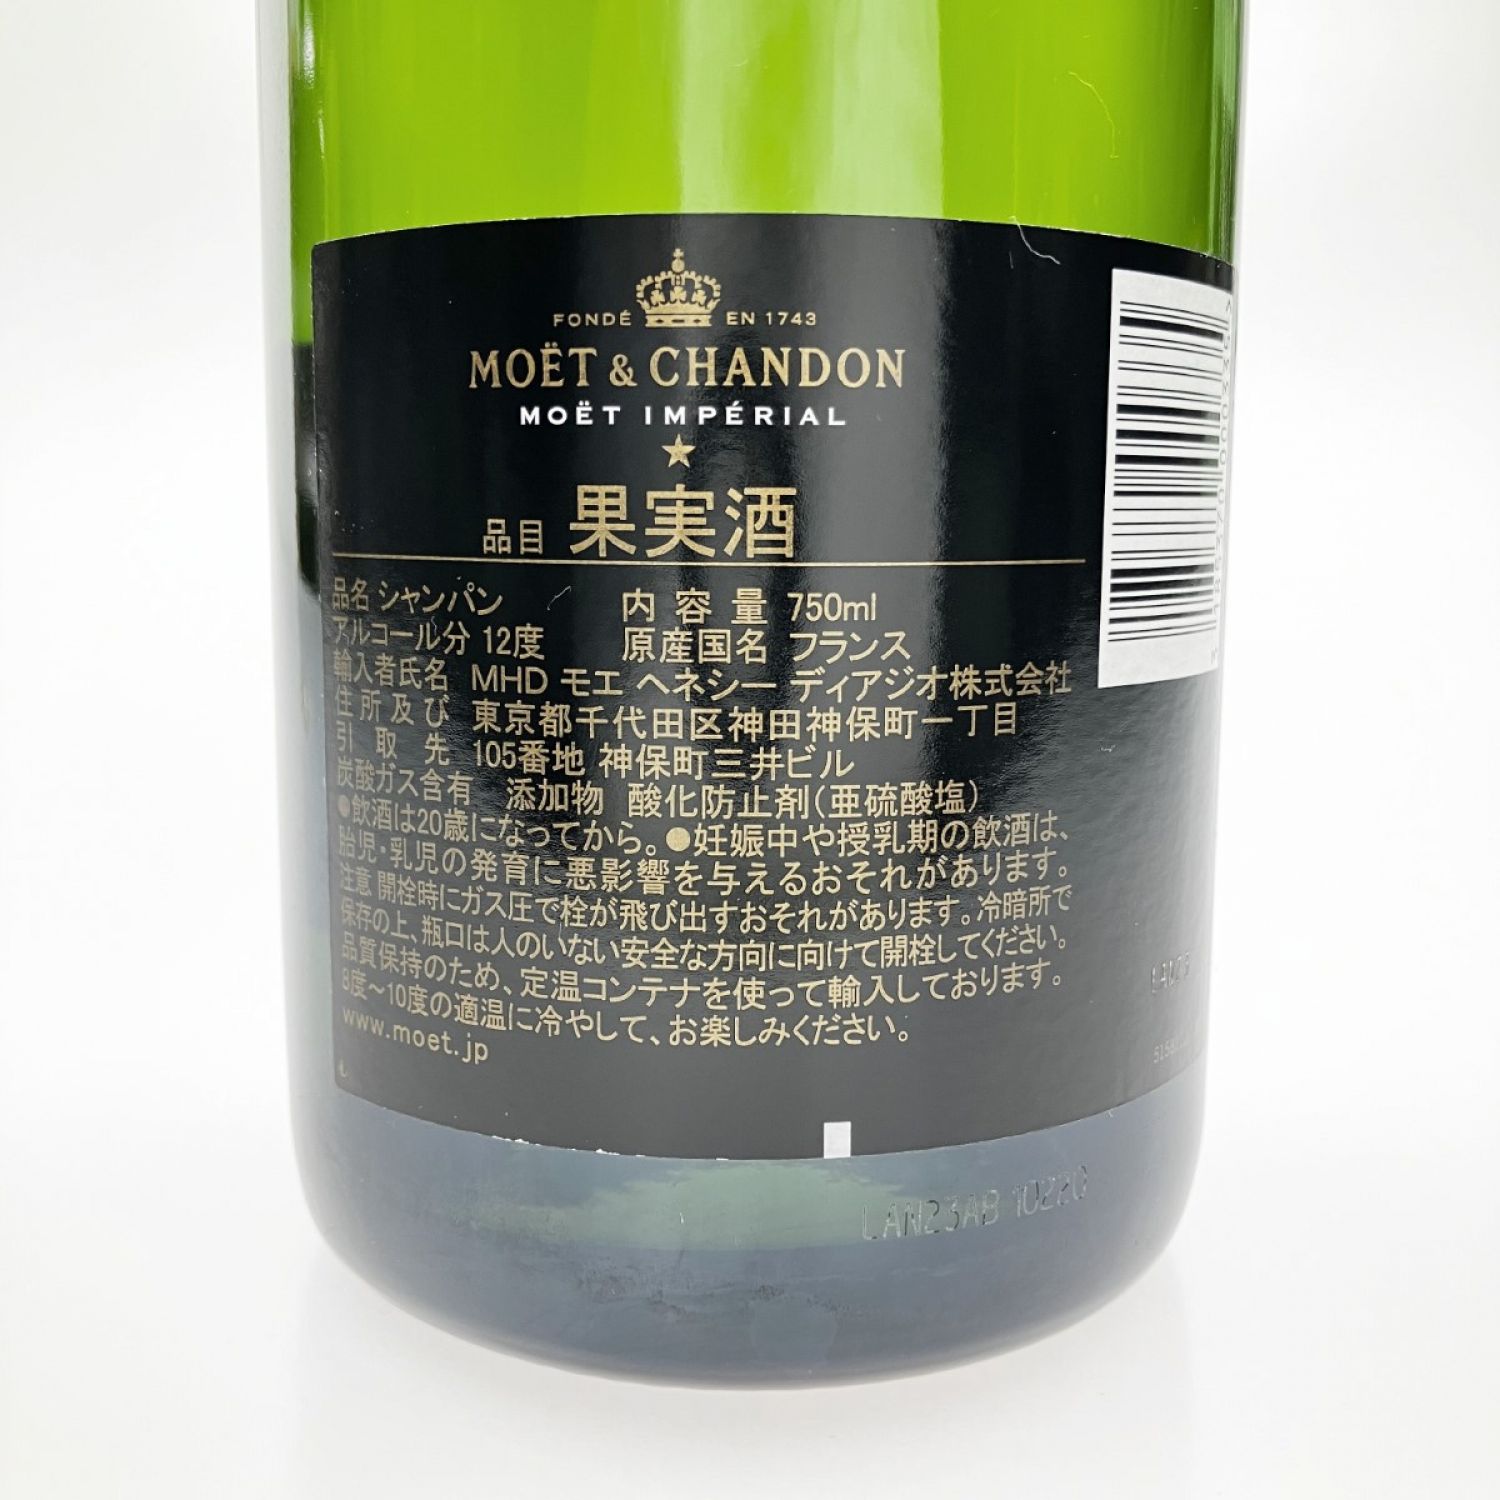 FONDÉ EN 1743
MOËT & CHANDON
MOËT IMPÉRIAL
品目 果実酒
品名 シャンパン 内容量 750ml
アルコール分 12度 原産国名 フランス
輸入者氏名 MHD モエ ヘネシー ディアジオ株式会社
住所及び 東京都千代田区神田神保町一丁目
引取先 105番地 神保町三井ビル
炭酸ガス含有 添加物 酸化防止剤(亜硫酸塩)
●飲酒は20歳になってから。●妊娠中や授乳期の飲酒は、
胎児・乳児の発育に悪影響を与えるおそれがあります。
注意 開栓時にガス圧で栓が飛び出すおそれがあります。冷暗所で
保存の上、瓶口は人のいない安全な方向に向けて開栓してください。
品質保持のため、定温コンテナを使って輸入しております。
8度～10度の適温に冷やして、お楽しみください。
www.moet.jp
LAN23AB 10220